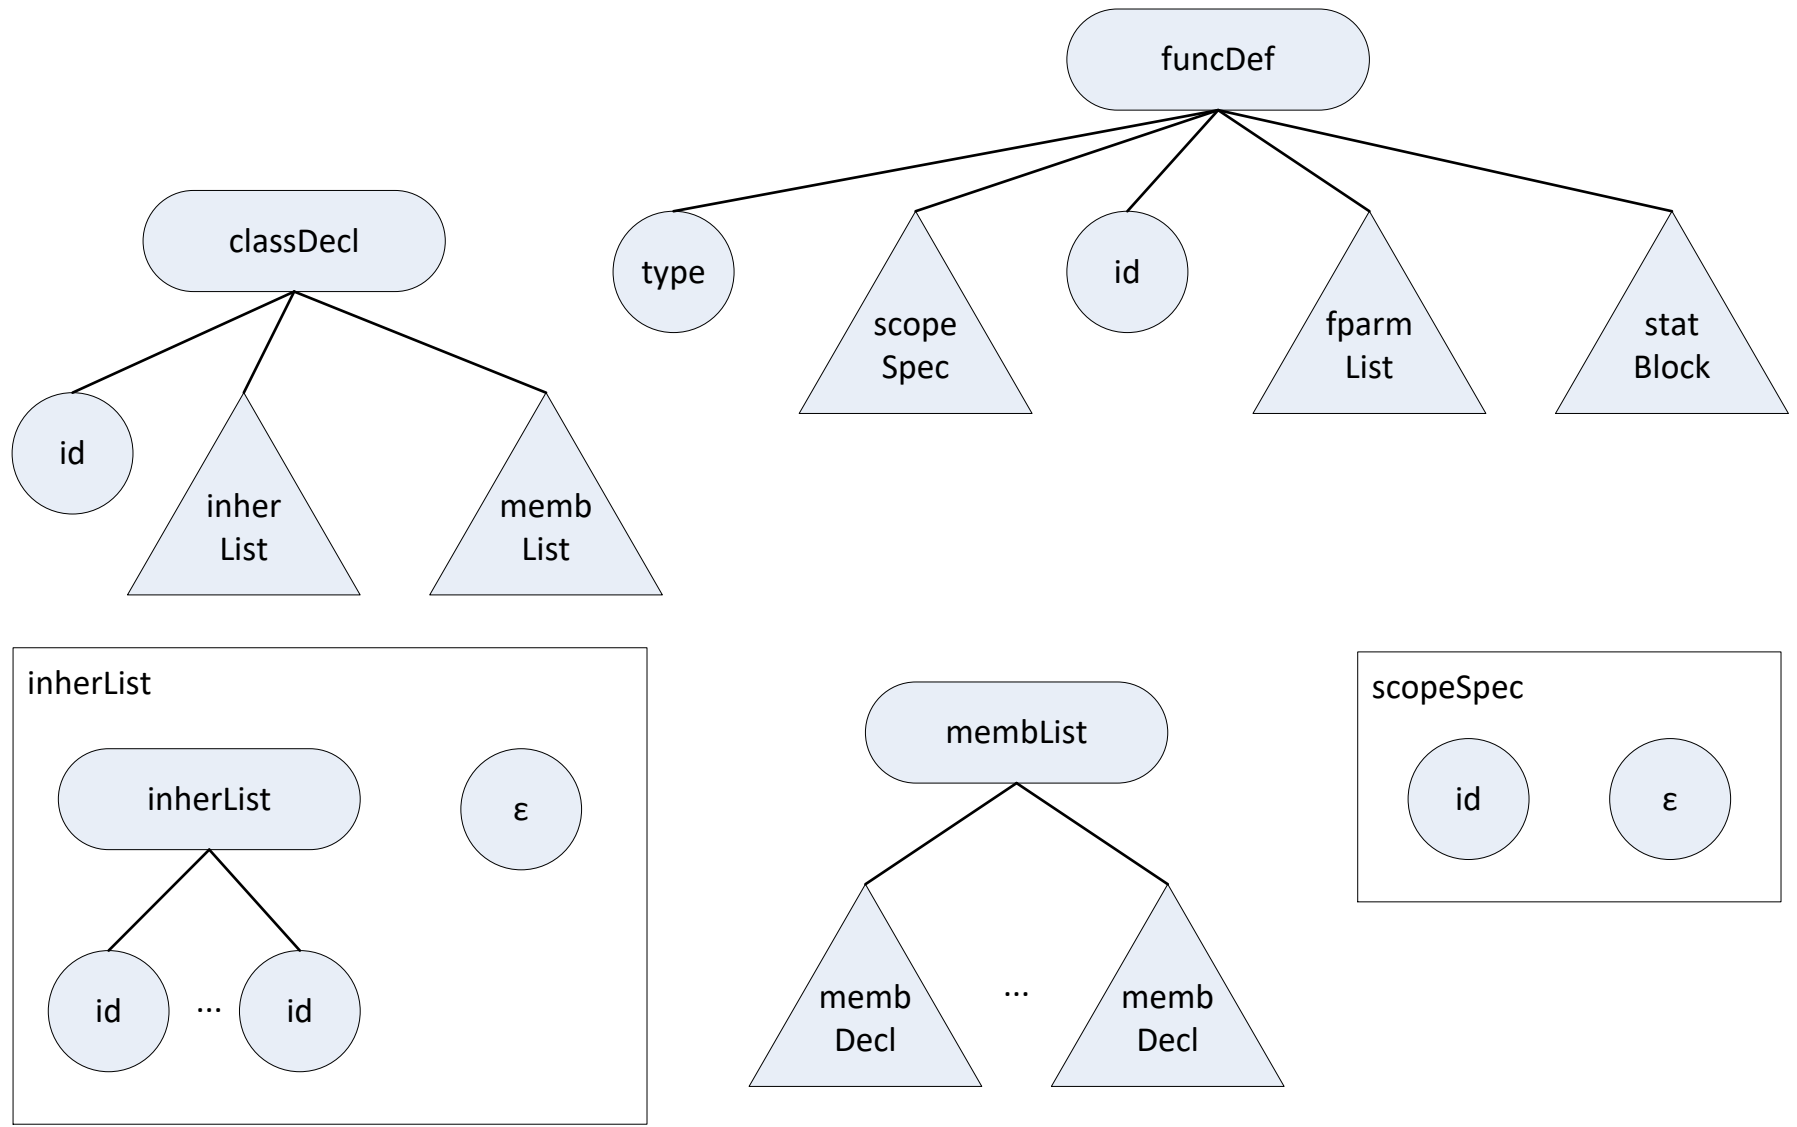 funcDef
classDecl
type
scope
Spec
id
fparm
List
stat
Block
id
inher
List
memb
List
inherList
inherList
ε
id
...
id
membList
memb
Decl
...
memb
Decl
scopeSpec
id
ε